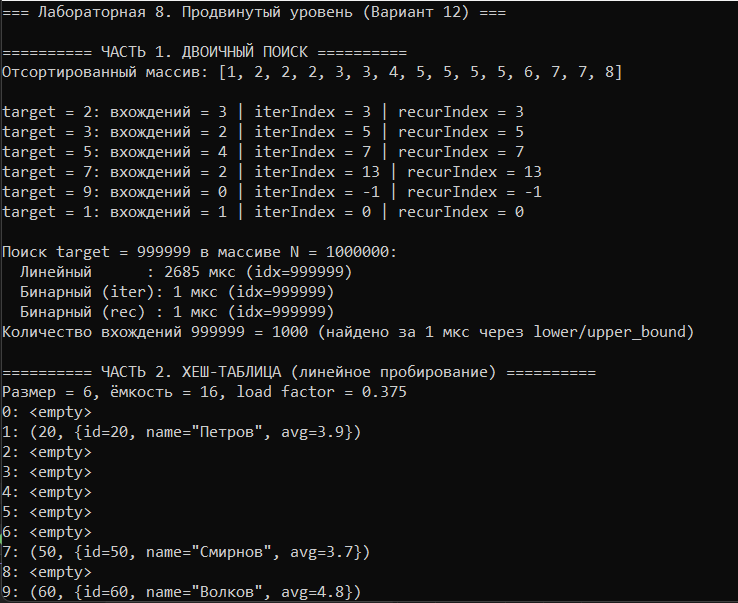 === Лабораторная 8. Продвинутый уровень (Вариант 12) ===
========== ЧАСТЬ 1. ДВОИЧНЫЙ ПОИСК ==========
Отсортированный массив: [1, 2, 2, 2, 3, 3, 4, 5, 5, 5, 5, 6, 7, 7, 8]
target = 2: вхождений = 3 | iterIndex = 3 | recurIndex = 3
target = 3: вхождений = 2 | iterIndex = 5 | recurIndex = 5
target = 5: вхождений = 4 | iterIndex = 7 | recurIndex = 7
target = 7: вхождений = 2 | iterIndex = 13 | recurIndex = 13
target = 9: вхождений = 0 | iterIndex = -1 | recurIndex = -1
target = 1: вхождений = 1 | iterIndex = 0 | recurIndex = 0
Поиск target = 999999 в массиве N = 1000000:
  Линейный      : 2685 мкс (idx=999999)
  Бинарный (iter): 1 мкс (idx=999999)
  Бинарный (rec) : 1 мкс (idx=999999)
Количество вхождений 999999 = 1000 (найдено за 1 мкс через lower/upper_bound)
========== ЧАСТЬ 2. ХЕШ-ТАБЛИЦА (линейное пробирование) ==========
Размер = 6, ёмкость = 16, load factor = 0.375
0: <empty>
1: (20, {id=20, name="Петров", avg=3.9})
2: <empty>
3: <empty>
4: <empty>
5: <empty>
6: <empty>
7: (50, {id=50, name="Смирнов", avg=3.7})
8: <empty>
9: (60, {id=60, name="Волков", avg=4.8})